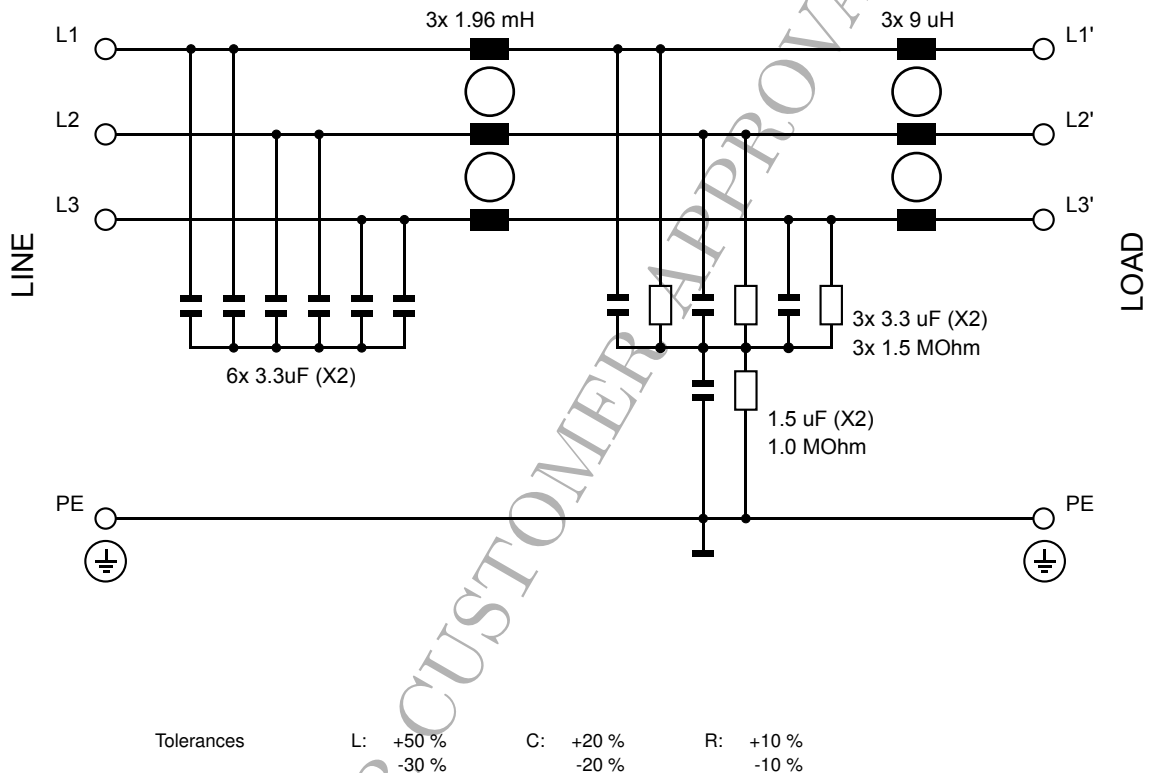 3x 1.96 mH
3x 9 uH
L1
L1'
L2
L2'
L3
L3'
LINE
LOAD
3x 3.3 uF (X2)
3x 1.5 MOhm
6x 3.3uF (X2)
1.5 uF (X2)
1.0 MOhm
PE
PE
CUSTOMER APPROVA
Tolerances L: +50 % C: +20 % R: +10 %
-30 % -20 % -10 %